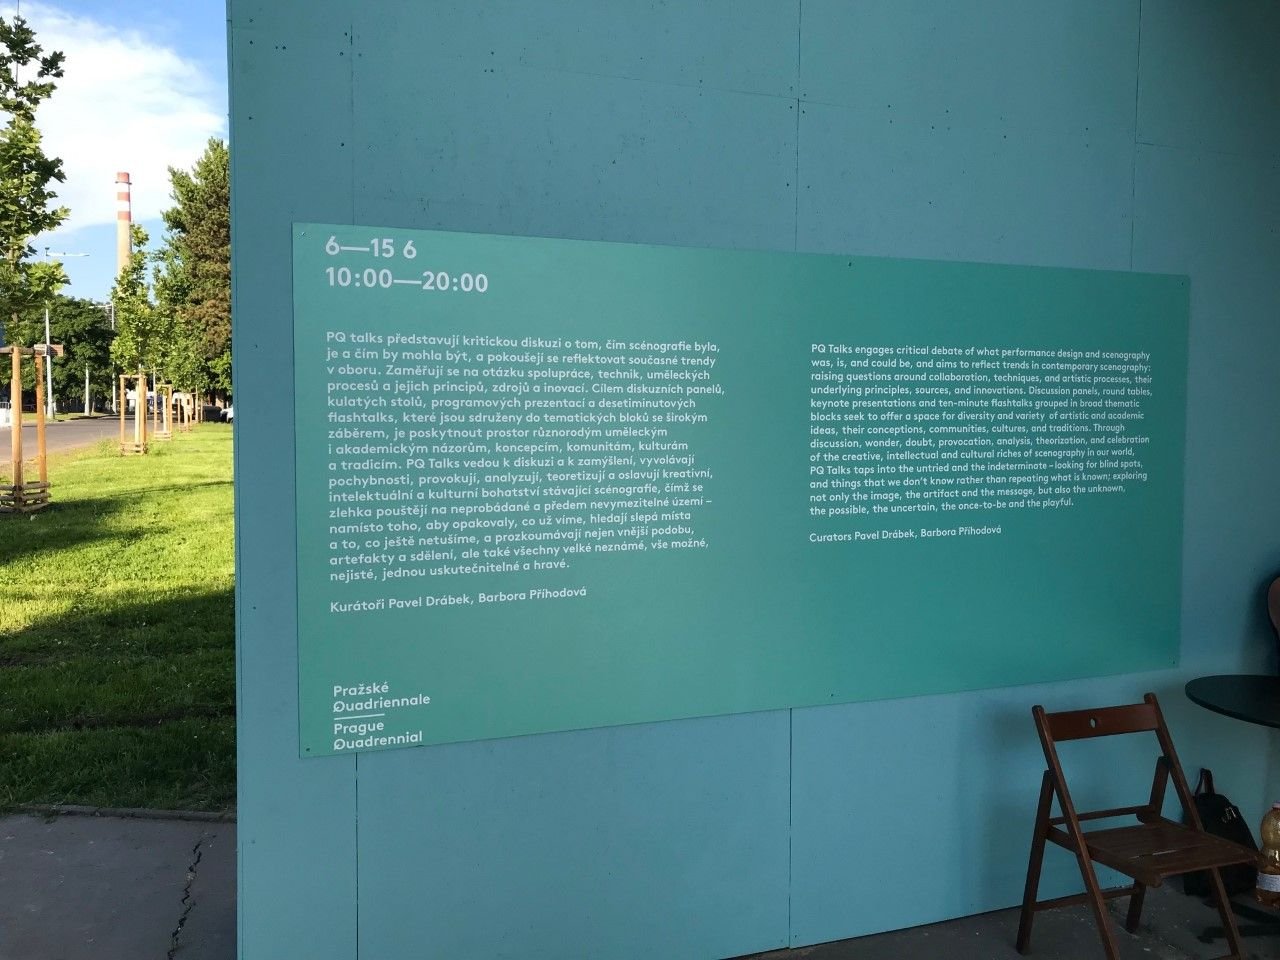 6—15 6
10:00—20:00
PQ talks představují kritickou diskuzi o tom, čím scénografie byla,
je a čím by mohla být, a pokoušejí se reflektovat současné trendy
v oboru. Zaměřují se na otázku spolupráce, technik, uměleckých
procesů a jejich principů, zdrojů a inovací. Cílem diskuzních panelů,
kulatých stolů, programových prezentací a desetiminutových
flashtalks, které jsou sdruženy do tematických bloků se širokým
záběrem, je poskytnout prostor různorodým uměleckým
i akademickým názorům, koncepcím, komunitám, kulturám
a tradicím. PQ Talks vedou k diskuzi a k zamýšlení, vyvolávají
pochybnosti, provokují, analyzují, teoretizují a oslavují kreativní,
intelektuální a kulturní bohatství stávající scénografie, čímž se
zlehka pouštějí na neprobádané a předem nevymezitelné území –
namísto toho, aby opakovaly, co už víme, hledají slepá místa
a to, co ještě netušíme, a prozkoumávají nejen vnější podobu,
artefakty a sdělení, ale také všechny velké neznámé, vše možné,
nejisté, jednou uskutečnitelné a hravé.
Kurátoři Pavel Drábek, Barbora Příhodová
Pražské
Quadriennale
Prague
Quadrennial
PQ Talks engages critical debate of what performance design and scenography
was, is, and could be, and aims to reflect trends in contemporary scenography:
raising questions around collaboration, techniques, and artistic processes, their
underlying principles, sources, and innovations. Discussion panels, round tables,
keynote presentations and ten-minute flashtalks grouped in broad thematic
blocks seek to offer a space for diversity and variety of artistic and academic
ideas, their conceptions, communities, cultures, and traditions. Through
discussion, wonder, doubt, provocation, analysis, theorization, and celebration
of the creative, intellectual and cultural riches of scenography in our world,
PQ Talks taps into the untried and the indeterminate – looking for blind spots,
and things that we don't know rather than repeating what is known; exploring
not only the image, the artifact and the message, but also the unknown,
the possible, the uncertain, the once-to-be and the playful.
Curators Pavel Drábek, Barbora Příhodová